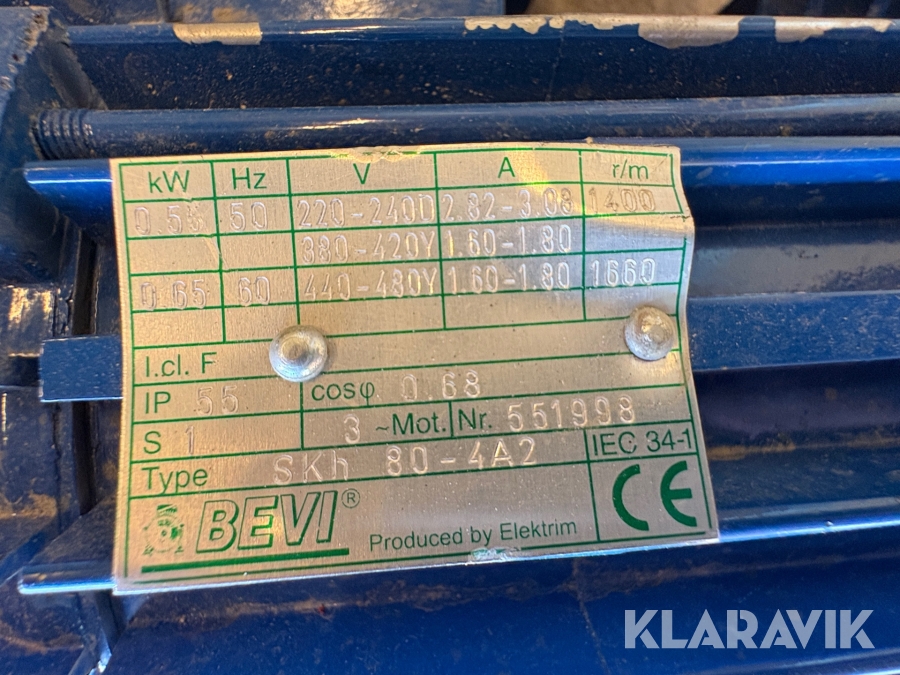 kW Hz V A r/m
0.55 50 220-240D 2.82-3.08 1400
380-420Y 1.60-1.80
0.65 60 440-480Y 1.60-1.80 1660
I.cl. F
IP 55 cosφ 0.68
S 1 3 ~Mot. Nr. 551998
Type SKh 80-4A2 IEC 34-1
BEVI® Produced by Elektrim CE
KLARAVIK